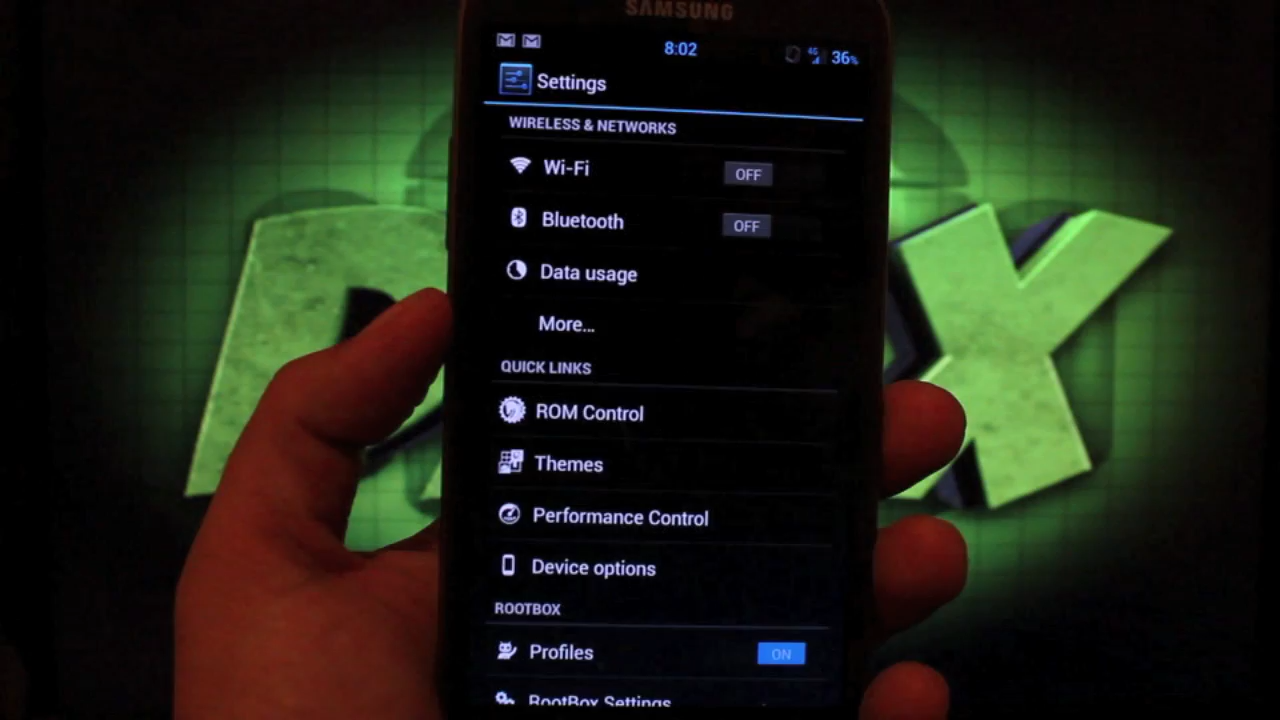 SAMSUNG
8:02
4G
36%
Settings
WIRELESS & NETWORKS
Wi-Fi
OFF
Bluetooth
OFF
Data usage
More...
QUICK LINKS
ROM Control
Themes
Performance Control
Device options
ROOTBOX
Profiles
ON
RootBox Settings